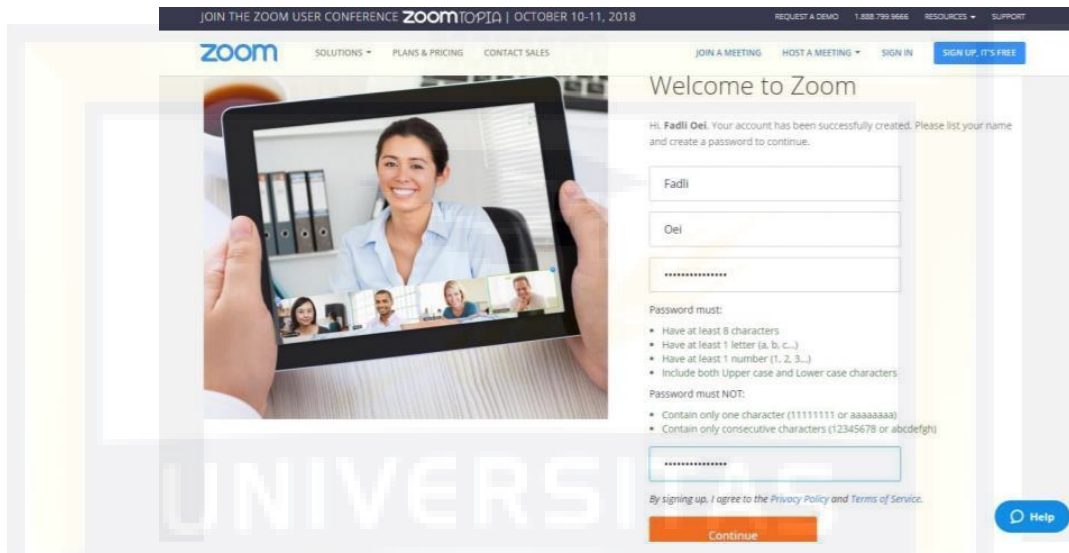 JOIN THE ZOOM USER CONFERENCE ZOOMTOPIA | OCTOBER 10-11, 2018
REQUEST A DEMO 1.888.799.9666 RESOURCES SUPPORT
zoom SOLUTIONS PLANS & PRICING CONTACT SALES JOIN A MEETING HOST A MEETING SIGN IN SIGN UP, IT'S FREE
Welcome to Zoom
Hi, Fadli Oei. Your account has been successfully created. Please list your name
and create a password to continue.
Fadli
Oei
•••••••••••••••
Password must:
• Have at least 8 characters
• Have at least 1 letter (a, b, c...)
• Have at least 1 number (1, 2, 3...)
• Include both Upper case and Lower case characters
Password must NOT:
• Contain only one character (11111111 or aaaaaaaa)
• Contain only consecutive characters (12345678 or abcdefgh)
•••••••••••••••
By signing up, I agree to the Privacy Policy and Terms of Service.
Continue
Help
UNIVERSITAS